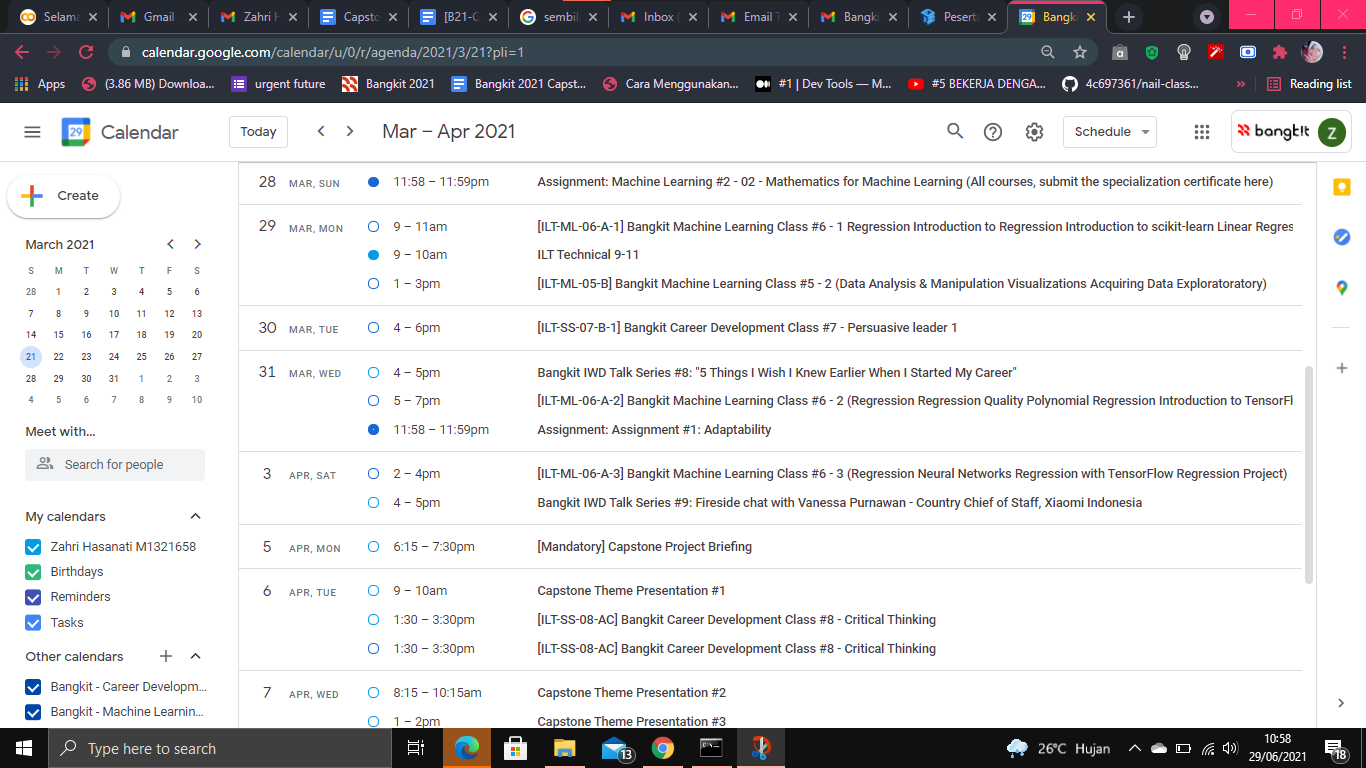 Selama
Gmail
Zahri H
Capsto
[B21-C
sembil
Inbox (
Email T
Bangki
Peserta
Bangk
calendar.google.com/calendar/u/0/r/agenda/2021/3/21?pli=1
Apps
(3.86 MB) Downloa...
urgent future
Bangkit 2021
Bangkit 2021 Capst...
Cara Menggunakan...
#1 | Dev Tools — M...
#5 BEKERJA DENGA...
4c697361/nail-class...
»
Reading list
29
Calendar
Today
Mar – Apr 2021
Schedule
bangk!t
Z
Create
March 2021
S M T W T F S
28 1 2 3 4 5 6
7 8 9 10 11 12 13
14 15 16 17 18 19 20
21 22 23 24 25 26 27
28 29 30 31 1 2 3
4 5 6 7 8 9 10
Meet with...
Search for people
My calendars
Zahri Hasanati M1321658
Birthdays
Reminders
Tasks
Other calendars
Bangkit - Career Developm...
Bangkit - Machine Learnin...
28 MAR, SUN 11:58 – 11:59pm Assignment: Machine Learning #2 - 02 - Mathematics for Machine Learning (All courses, submit the specialization certificate here)
29 MAR, MON 9 – 11am [ILT-ML-06-A-1] Bangkit Machine Learning Class #6 - 1 Regression Introduction to Regression Introduction to scikit-learn Linear Regres
9 – 10am ILT Technical 9-11
1 – 3pm [ILT-ML-05-B] Bangkit Machine Learning Class #5 - 2 (Data Analysis & Manipulation Visualizations Acquiring Data Exploratoratory)
30 MAR, TUE 4 – 6pm [ILT-SS-07-B-1] Bangkit Career Development Class #7 - Persuasive leader 1
31 MAR, WED 4 – 5pm Bangkit IWD Talk Series #8: "5 Things I Wish I Knew Earlier When I Started My Career"
5 – 7pm [ILT-ML-06-A-2] Bangkit Machine Learning Class #6 - 2 (Regression Regression Quality Polynomial Regression Introduction to TensorFl
11:58 – 11:59pm Assignment: Assignment #1: Adaptability
3 APR, SAT 2 – 4pm [ILT-ML-06-A-3] Bangkit Machine Learning Class #6 - 3 (Regression Neural Networks Regression with TensorFlow Regression Project)
4 – 5pm Bangkit IWD Talk Series #9: Fireside chat with Vanessa Purnawan - Country Chief of Staff, Xiaomi Indonesia
5 APR, MON 6:15 – 7:30pm [Mandatory] Capstone Project Briefing
6 APR, TUE 9 – 10am Capstone Theme Presentation #1
1:30 – 3:30pm [ILT-SS-08-AC] Bangkit Career Development Class #8 - Critical Thinking
1:30 – 3:30pm [ILT-SS-08-AC] Bangkit Career Development Class #8 - Critical Thinking
7 APR, WED 8:15 – 10:15am Capstone Theme Presentation #2
1 – 2pm Capstone Theme Presentation #3
Type here to search
13
26°C Hujan
10:58
29/06/2021
18